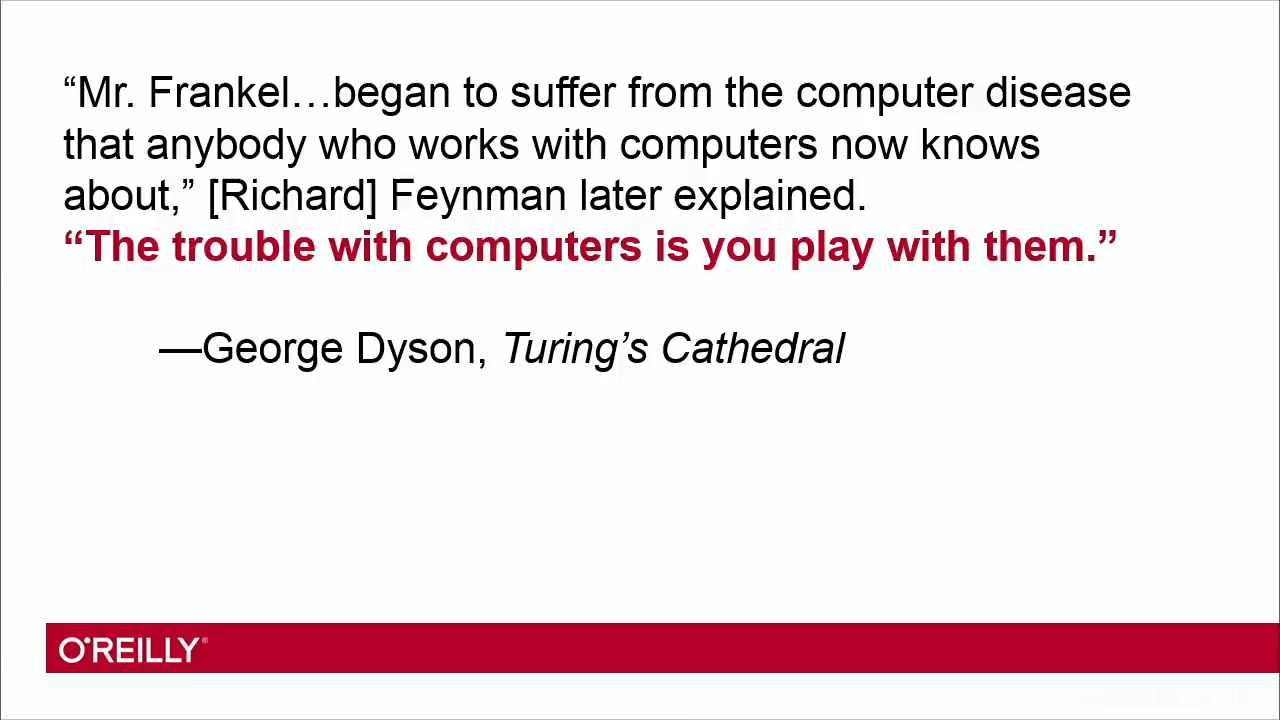 “Mr. Frankel…began to suffer from the computer disease
that anybody who works with computers now knows
about,” [Richard] Feynman later explained.
“The trouble with computers is you play with them.”
—George Dyson, Turing’s Cathedral
O'REILLY®